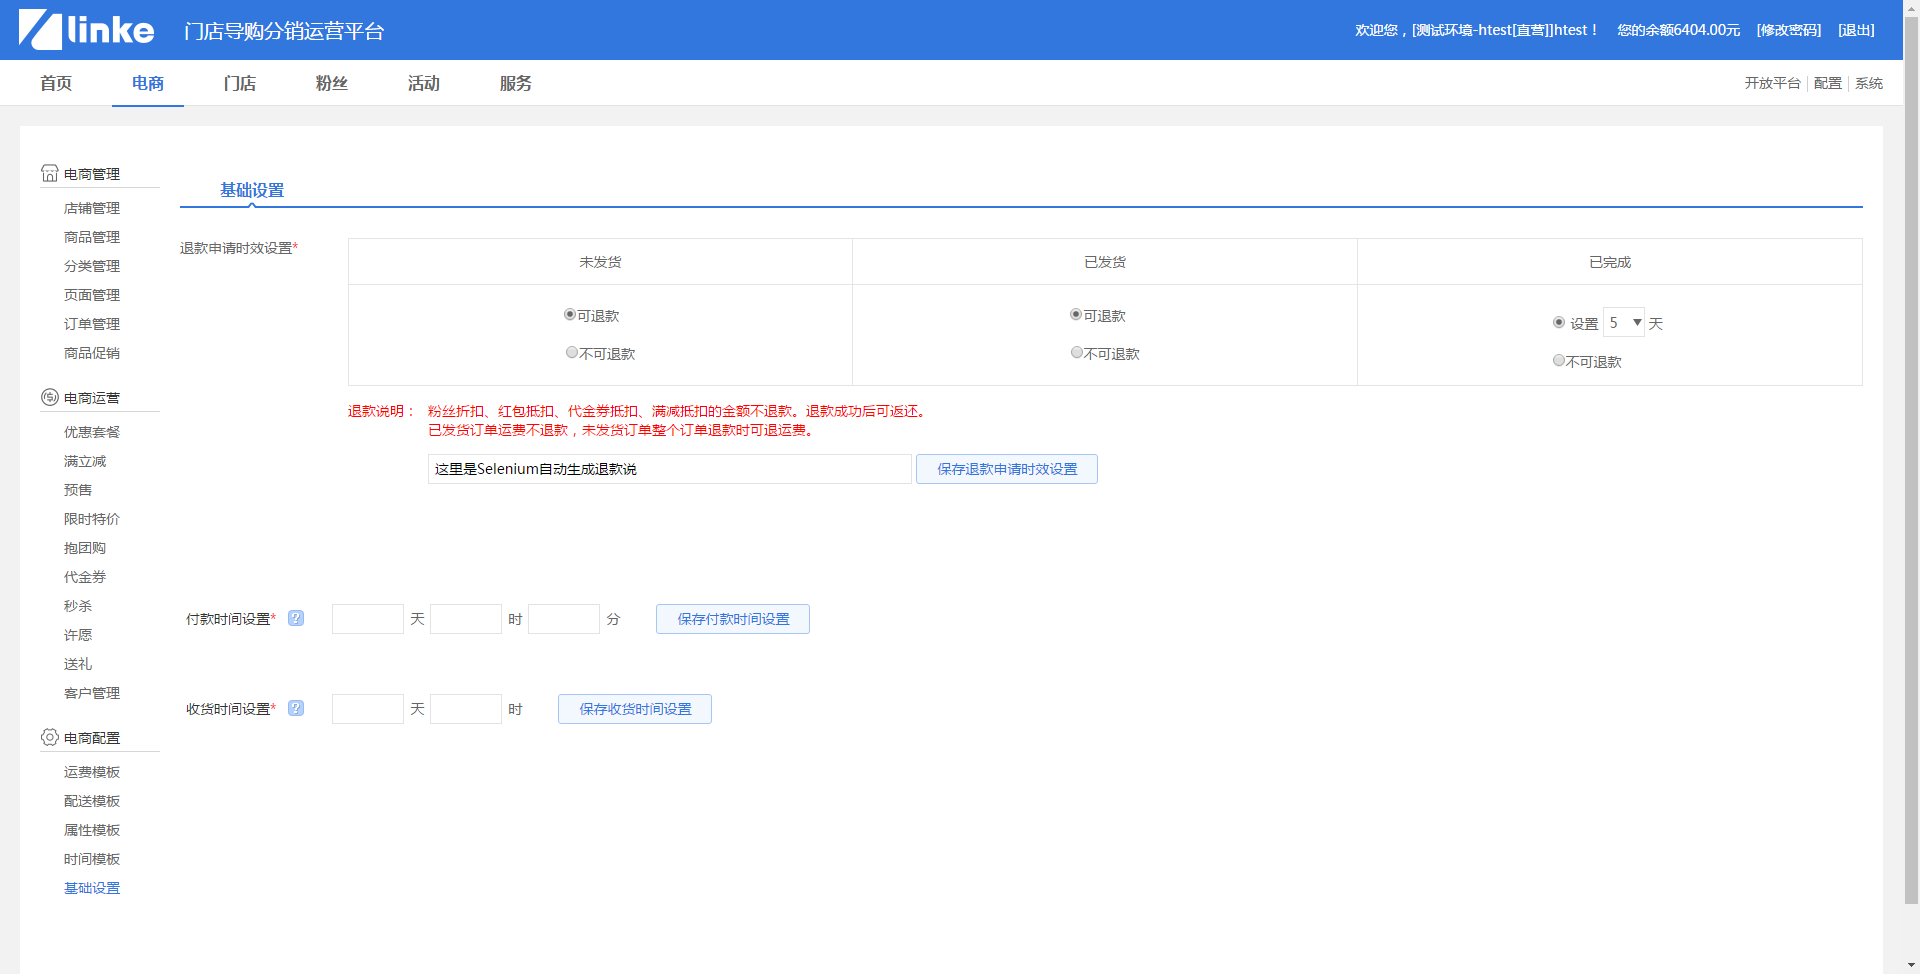 linke 门店导购分销运营平台
欢迎您，[测试环境-htest[直营]]htest！ 您的余额6404.00元 [修改密码] [退出]
首页 电商 门店 粉丝 活动 服务
开放平台 配置 系统
电商管理
店铺管理
商品管理
分类管理
页面管理
订单管理
商品促销
电商运营
优惠套餐
满立减
预售
限时特价
抱团购
代金券
秒杀
许愿
送礼
客户管理
电商配置
运费模板
配送模板
属性模板
时间模板
基础设置
基础设置
退款申请时效设置*
未发货 已发货 已完成
可退款 可退款 设置 5 天
不可退款 不可退款 不可退款
退款说明： 粉丝折扣、红包抵扣、代金券抵扣、满减抵扣的金额不退款。退款成功后可返还。
已发货订单运费不退款，未发货订单整个订单退款时可退运费。
这里是Selenium自动生成退款说 保存退款申请时效设置
付款时间设置* ? 天 时 分 保存付款时间设置
收货时间设置* ? 天 时 保存收货时间设置